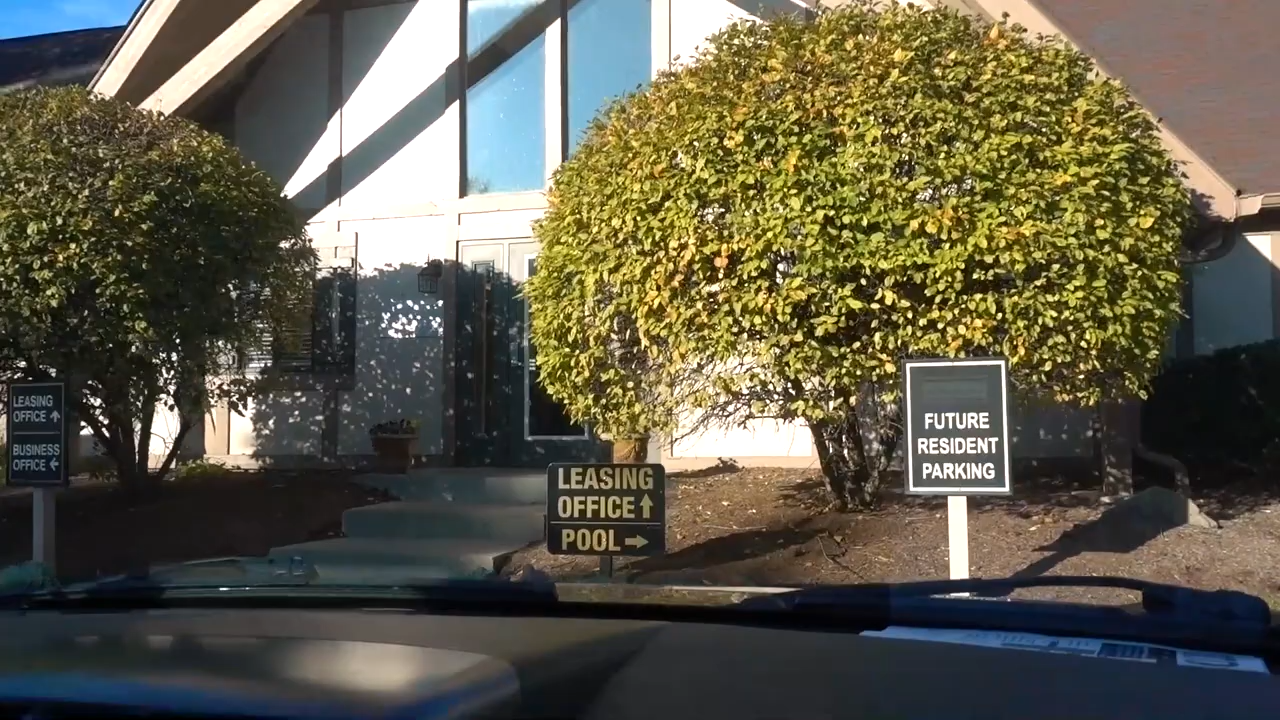 LEASING
OFFICE ↑
BUSINESS
OFFICE ←
LEASING
OFFICE ↑
POOL →
FUTURE
RESIDENT
PARKING